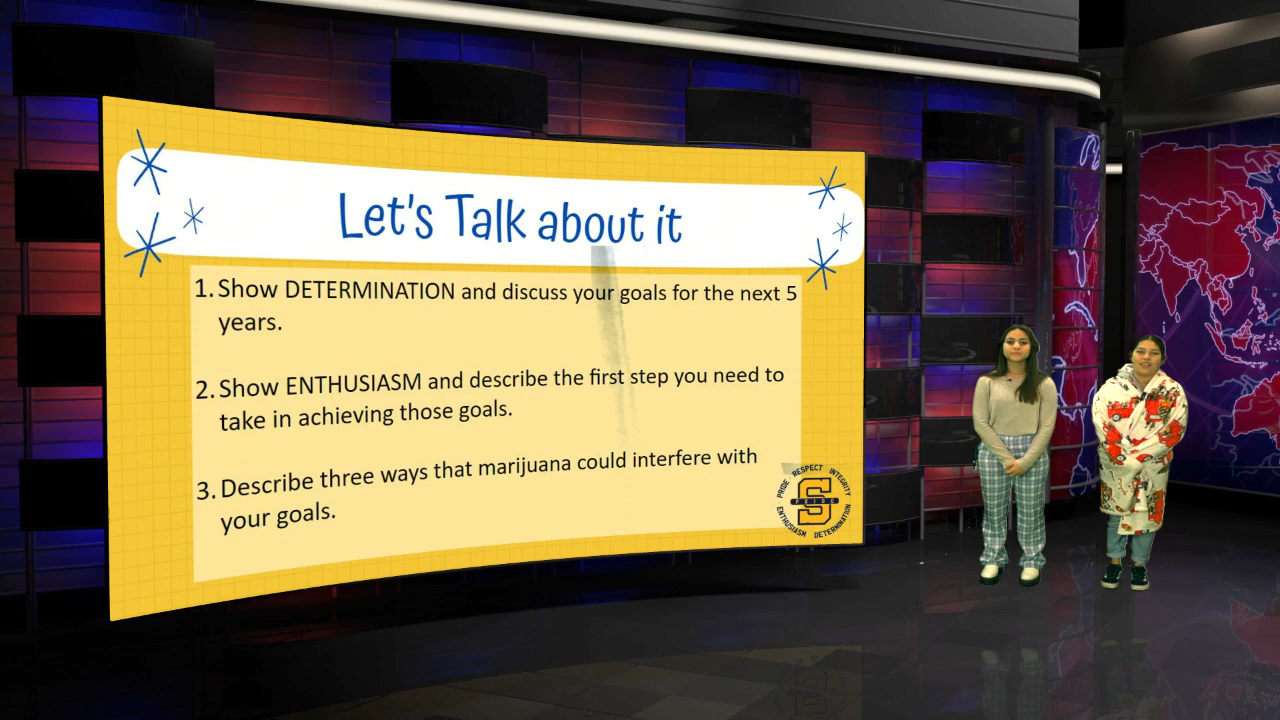 Let's Talk about it
1. Show DETERMINATION and discuss your goals for the next 5
years.
2. Show ENTHUSIASM and describe the first step you need to
take in achieving those goals.
3. Describe three ways that marijuana could interfere with
your goals.
PRIDE RESPECT INTEGRITY
S
PRIDE
ENTHUSIASM DETERMINATION